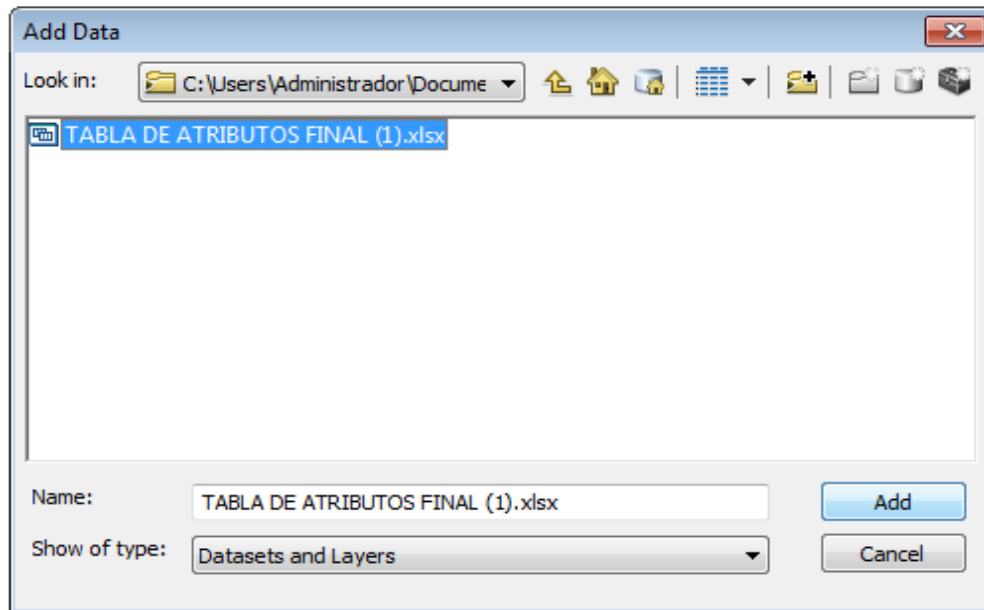 Add Data
Look in: C:\Users\Administrador\Docume
TABLA DE ATRIBUTOS FINAL (1).xlsx
Name: TABLA DE ATRIBUTOS FINAL (1).xlsx Add
Show of type: Datasets and Layers Cancel